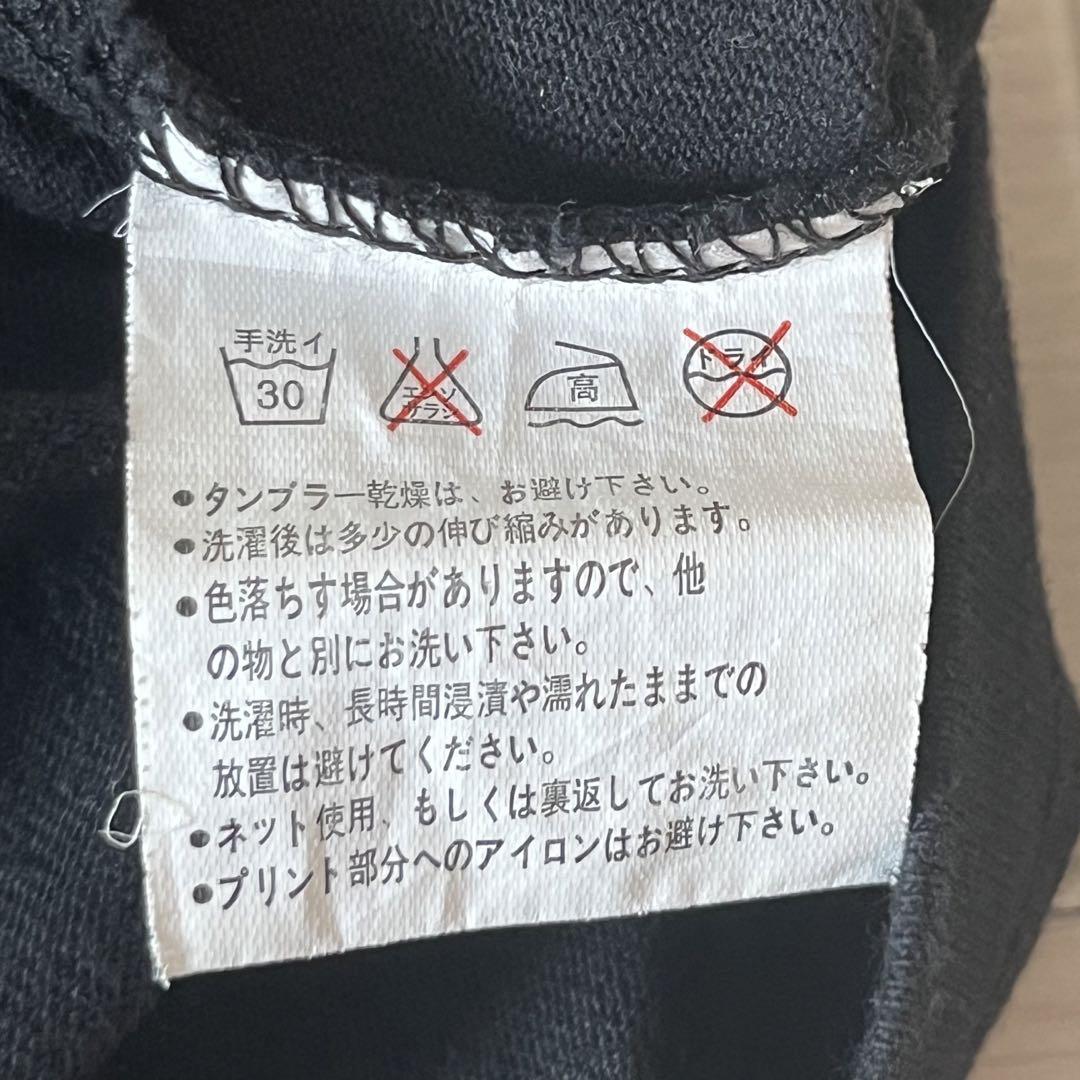 手洗イ
30
エンソ
サラシ
高
ドライ
●タンブラー乾燥は、お避け下さい。
●洗濯後は多少の伸び縮みがあります。
●色落ちす場合がありますので、他
の物と別にお洗い下さい。
●洗濯時、長時間浸漬や濡れたままでの
放置は避けてください。
●ネット使用、もしくは裏返してお洗い下さい。
●プリント部分へのアイロンはお避け下さい。